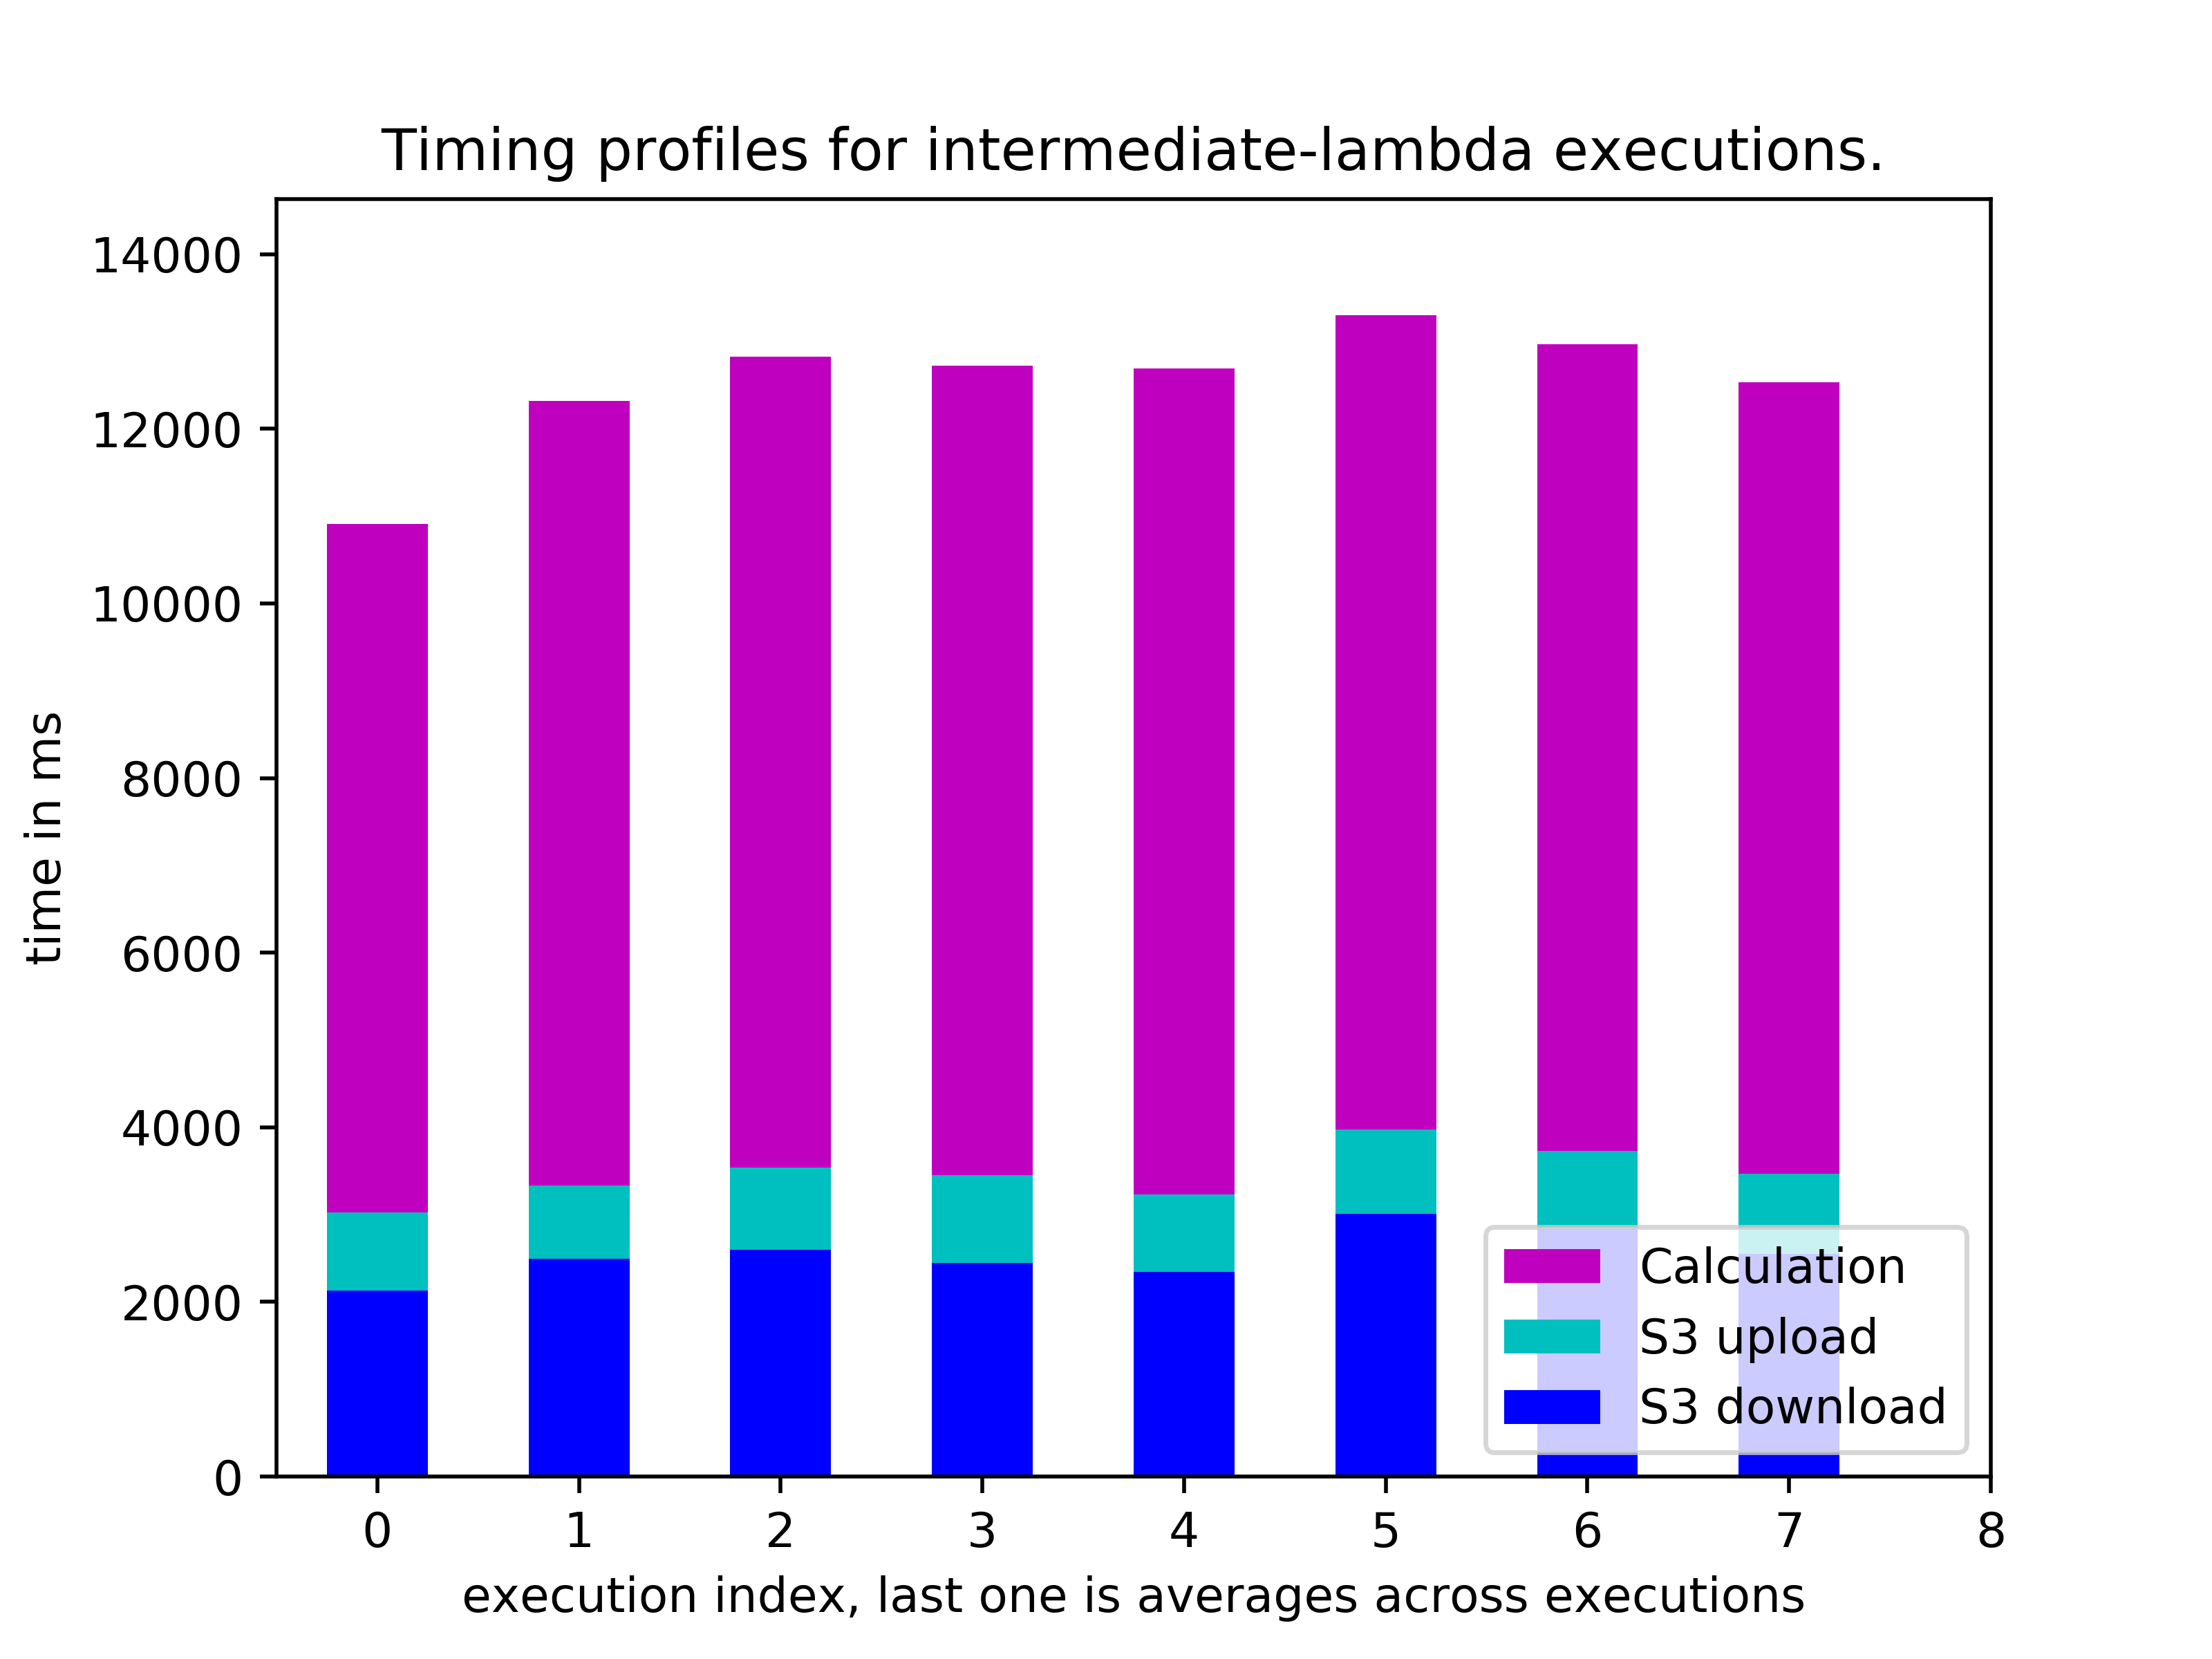 Timing profiles for intermediate-lambda executions.
14000
12000
10000
8000
6000
4000
2000
0
time in ms
Calculation
S3 upload
S3 download
0 1 2 3 4 5 6 7 8
execution index, last one is averages across executions